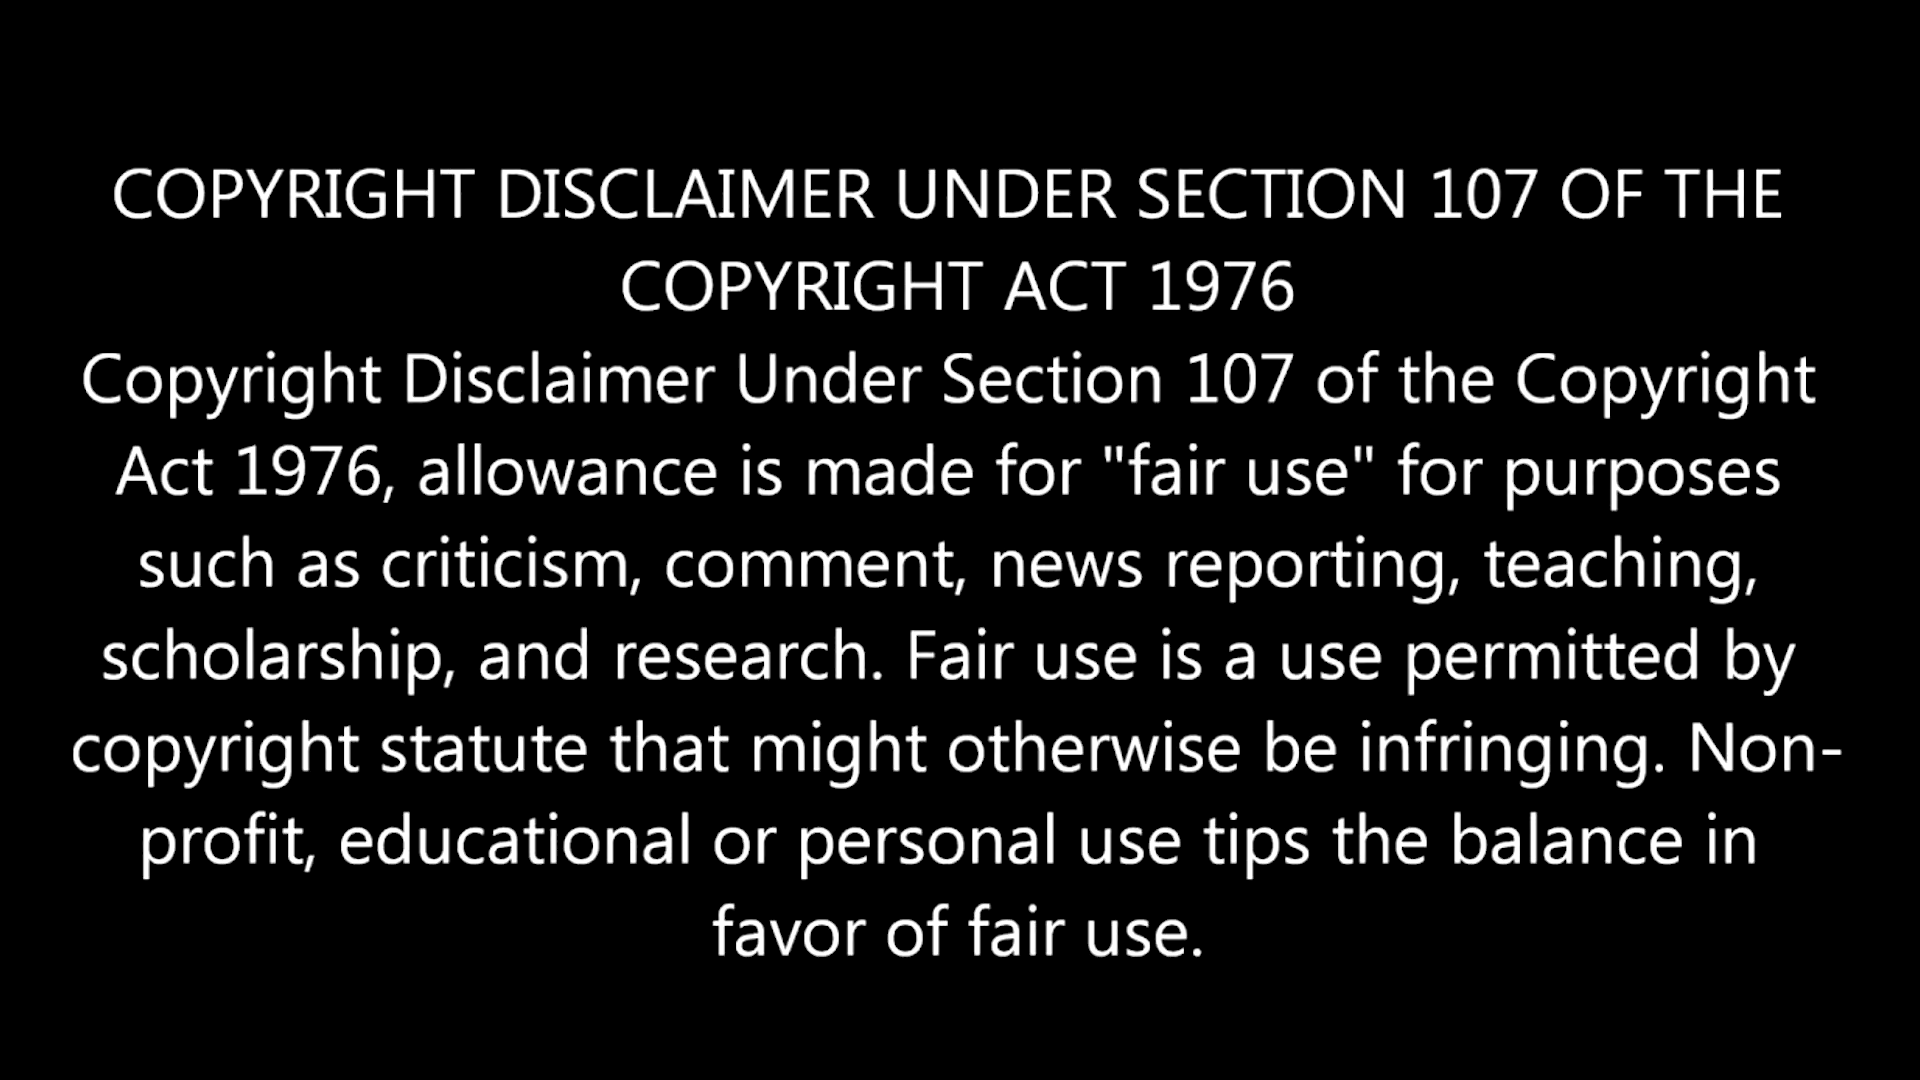 COPYRIGHT DISCLAIMER UNDER SECTION 107 OF THE
COPYRIGHT ACT 1976
Copyright Disclaimer Under Section 107 of the Copyright
Act 1976, allowance is made for "fair use" for purposes
such as criticism, comment, news reporting, teaching,
scholarship, and research. Fair use is a use permitted by
copyright statute that might otherwise be infringing. Non-
profit, educational or personal use tips the balance in
favor of fair use.